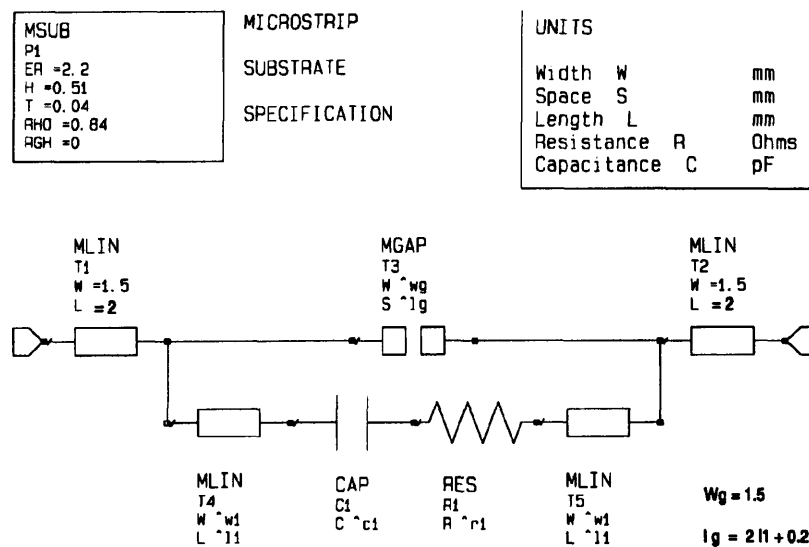 MSUB
P1
ER =2.2
H =0.51
T =0.04
RHO =0.84
RGH =0
MICROSTRIP
SUBSTRATE
SPECIFICATION
UNITS
Width W mm
Space S mm
Length L mm
Resistance R Ohms
Capacitance C pF
MLIN
T1
W =1.5
L =2
MGAP
T3
W ^wg
S ^lg
MLIN
T2
W =1.5
L =2
MLIN
T4
W ^w1
L ^l1
CAP
C1
C ^c1
RES
R1
R ^r1
MLIN
T5
W ^w1
L ^l1
Wg = 1.5
lg = 2l1 + 0.2